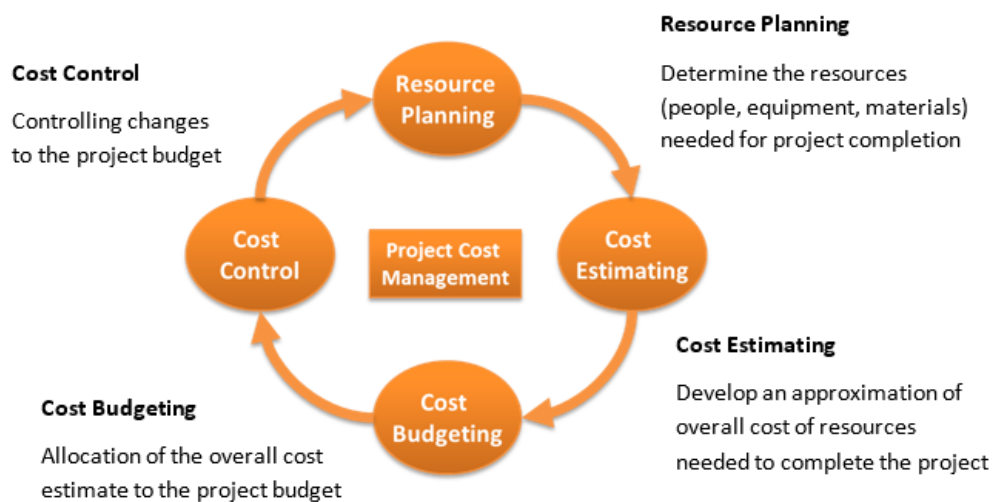 Resource Planning
Determine the resources
(people, equipment, materials)
needed for project completion
Cost Control
Controlling changes
to the project budget
Resource
Planning
Cost
Control
Project Cost
Management
Cost
Estimating
Cost
Budgeting
Cost Estimating
Develop an approximation of
overall cost of resources
needed to complete the project
Cost Budgeting
Allocation of the overall cost
estimate to the project budget